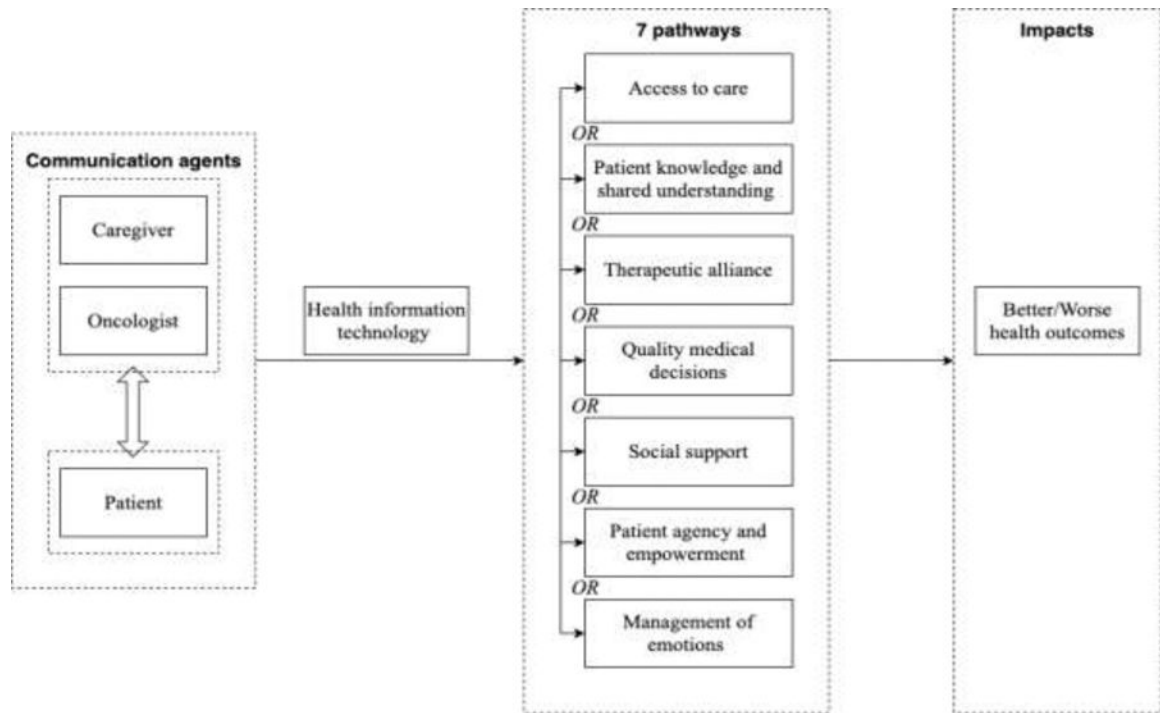 Communication agents
Caregiver
Oncologist
Patient
Health information
technology
7 pathways
Access to care
OR
Patient knowledge and
shared understanding
OR
Therapeutic alliance
OR
Quality medical
decisions
OR
Social support
OR
Patient agency and
empowerment
OR
Management of
emotions
Impacts
Better/Worse
health outcomes